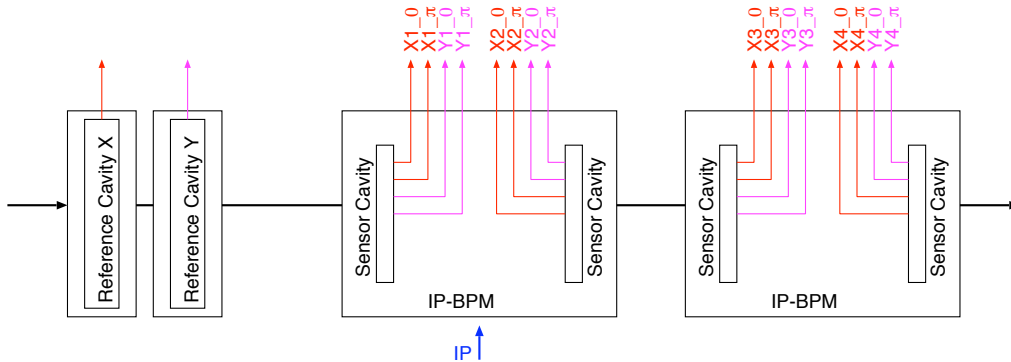 X1_0
X1_π
Y1_0
Y1_π
X2_0
X2_π
Y2_0
Y2_π
X3_0
X3_π
Y3_0
Y3_π
X4_0
X4_π
Y4_0
Y4_π
Reference Cavity X
Reference Cavity Y
Sensor Cavity
Sensor Cavity
Sensor Cavity
Sensor Cavity
IP-BPM
IP-BPM
IP